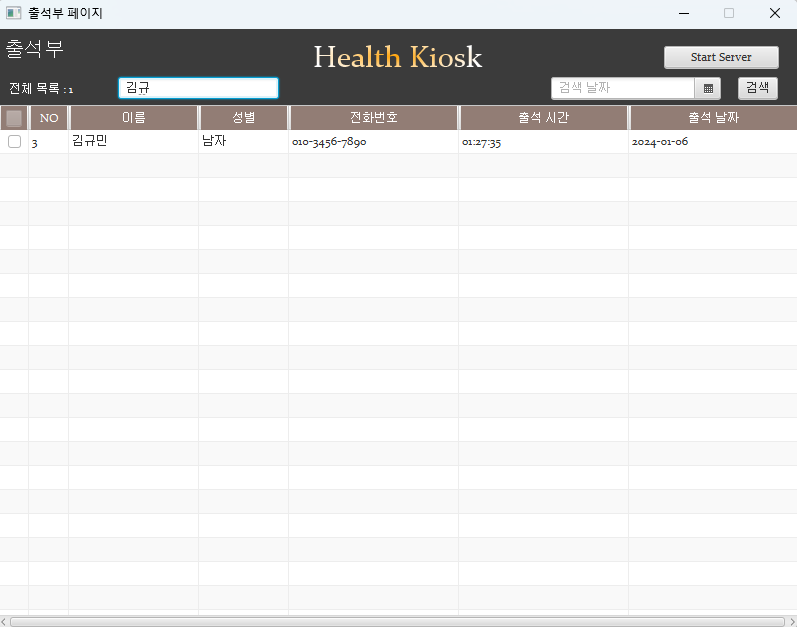 출석부 페이지
출석부
Health Kiosk
Start Server
전체 목록 : 1
김규
검색 날짜
검색
NO 이름 성별 전화번호 출석 시간 출석 날짜
3 김규민 남자 010-3456-7890 01:27:35 2024-01-06